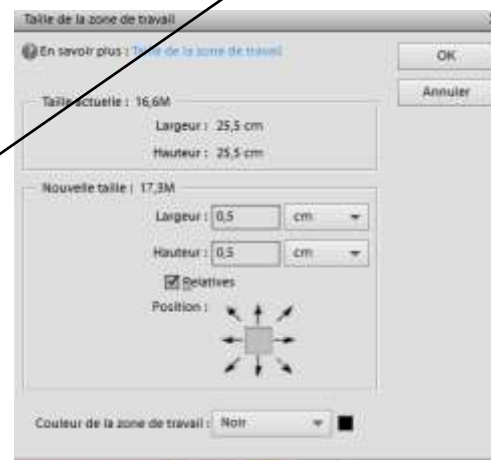 Taille de la zone de travail
En savoir plus : Taille de la zone de travail
OK
Annuler
Taille actuelle : 16,6M
Largeur : 25,5 cm
Hauteur : 25,5 cm
Nouvelle taille : 17,3M
Largeur : 0,5 cm
Hauteur : 0,5 cm
Relatives
Position :
Couleur de la zone de travail : Noir